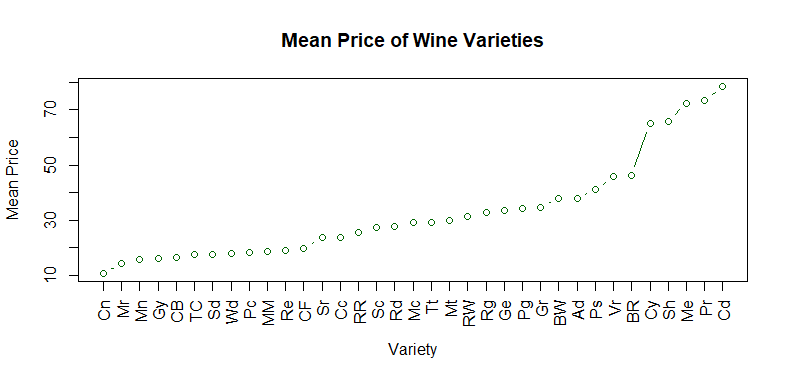 Mean Price of Wine Varieties
Mean Price
70
50
30
10
Cn Mr Mn Gy CB TC Sd Wd Pc MM Re CF Sr Cc RR Sc Rd Mc Tt Mt RW Rg Ge Pg Gr BW Ad Ps Vr BR Cy Sh Me Pr Cd
Variety